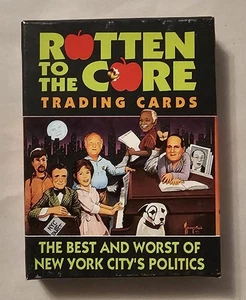 ROTTEN
TO THE CORE
TRADING CARDS
THE BEST AND WORST OF
NEW YORK CITY'S POLITICS